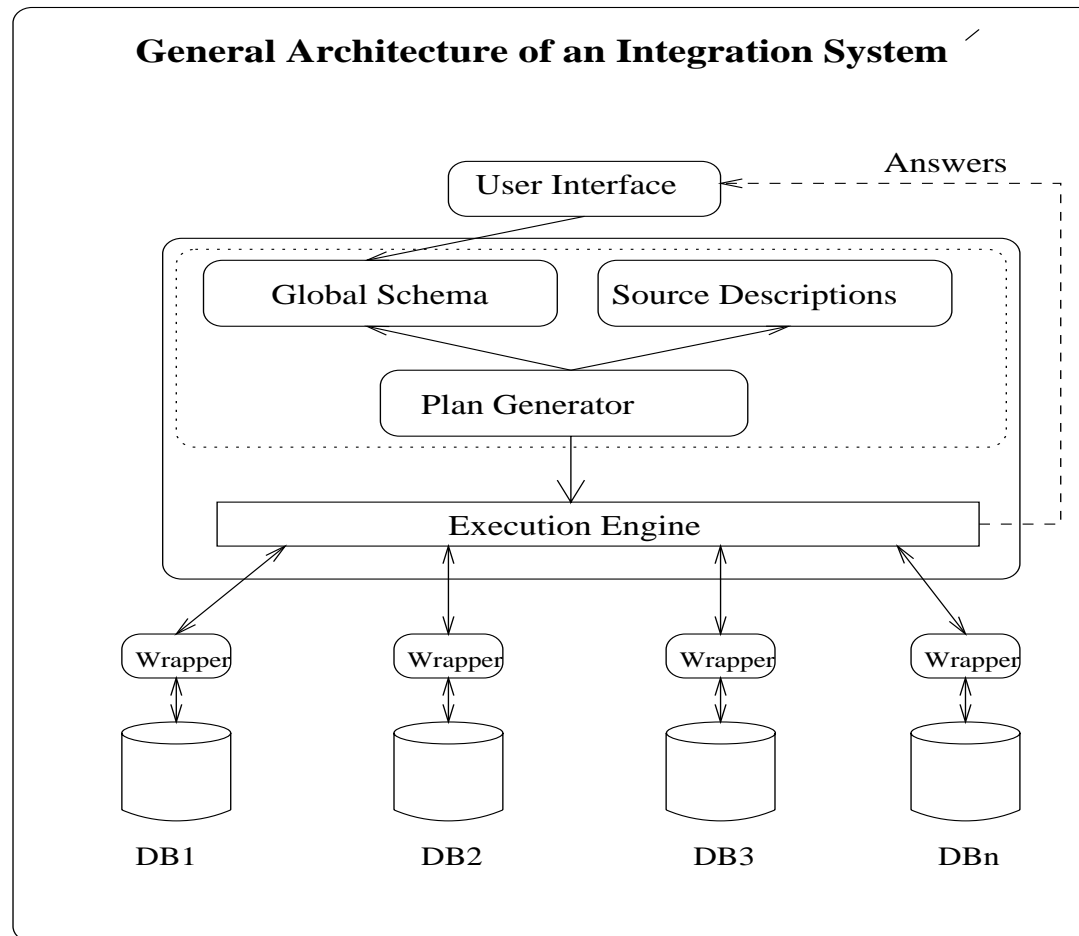 General Architecture of an Integration System
Answers
User Interface
Global Schema
Source Descriptions
Plan Generator
Execution Engine
Wrapper
Wrapper
Wrapper
Wrapper
DB1
DB2
DB3
DBn